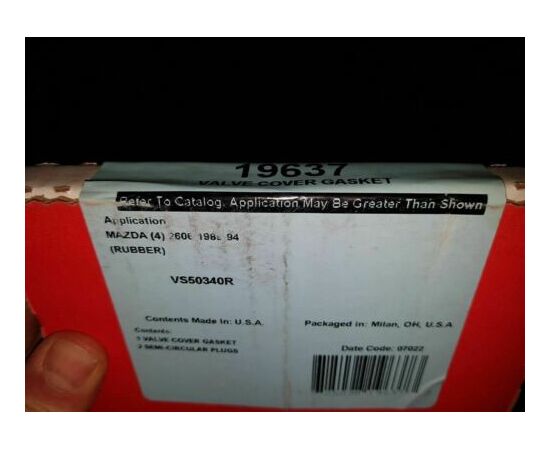 19637
VALVE COVER GASKET
Refer To Catalog. Application May Be Greater Than Shown
Application
MAZDA (4) 2606 1988 94
(RUBBER)
VS50340R
Contents Made In: U.S.A.
Packaged in: Milan, OH, U.S.A
Contents:
1 VALVE COVER GASKET
2 SEMI-CIRCULAR PLUGS
Date Code: 07022